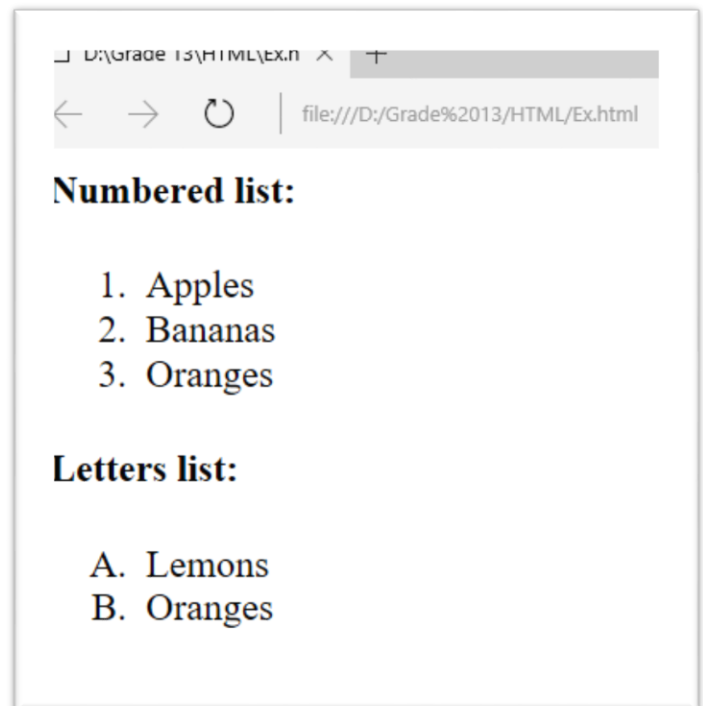 D:\Grade 13\HTML\Ex.h
file:///D:/Grade%2013/HTML/Ex.html
Numbered list:
1. Apples
2. Bananas
3. Oranges
Letters list:
A. Lemons
B. Oranges